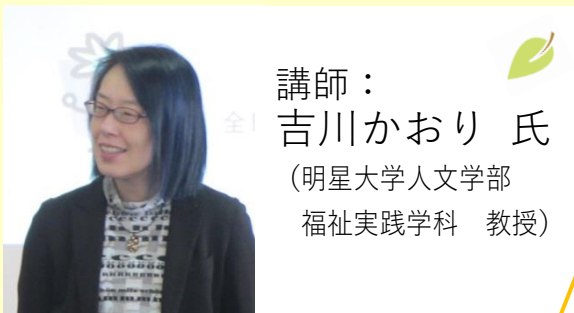 講師：
吉川かおり 氏
（明星大学人文学部
福祉実践学科 教授）
全